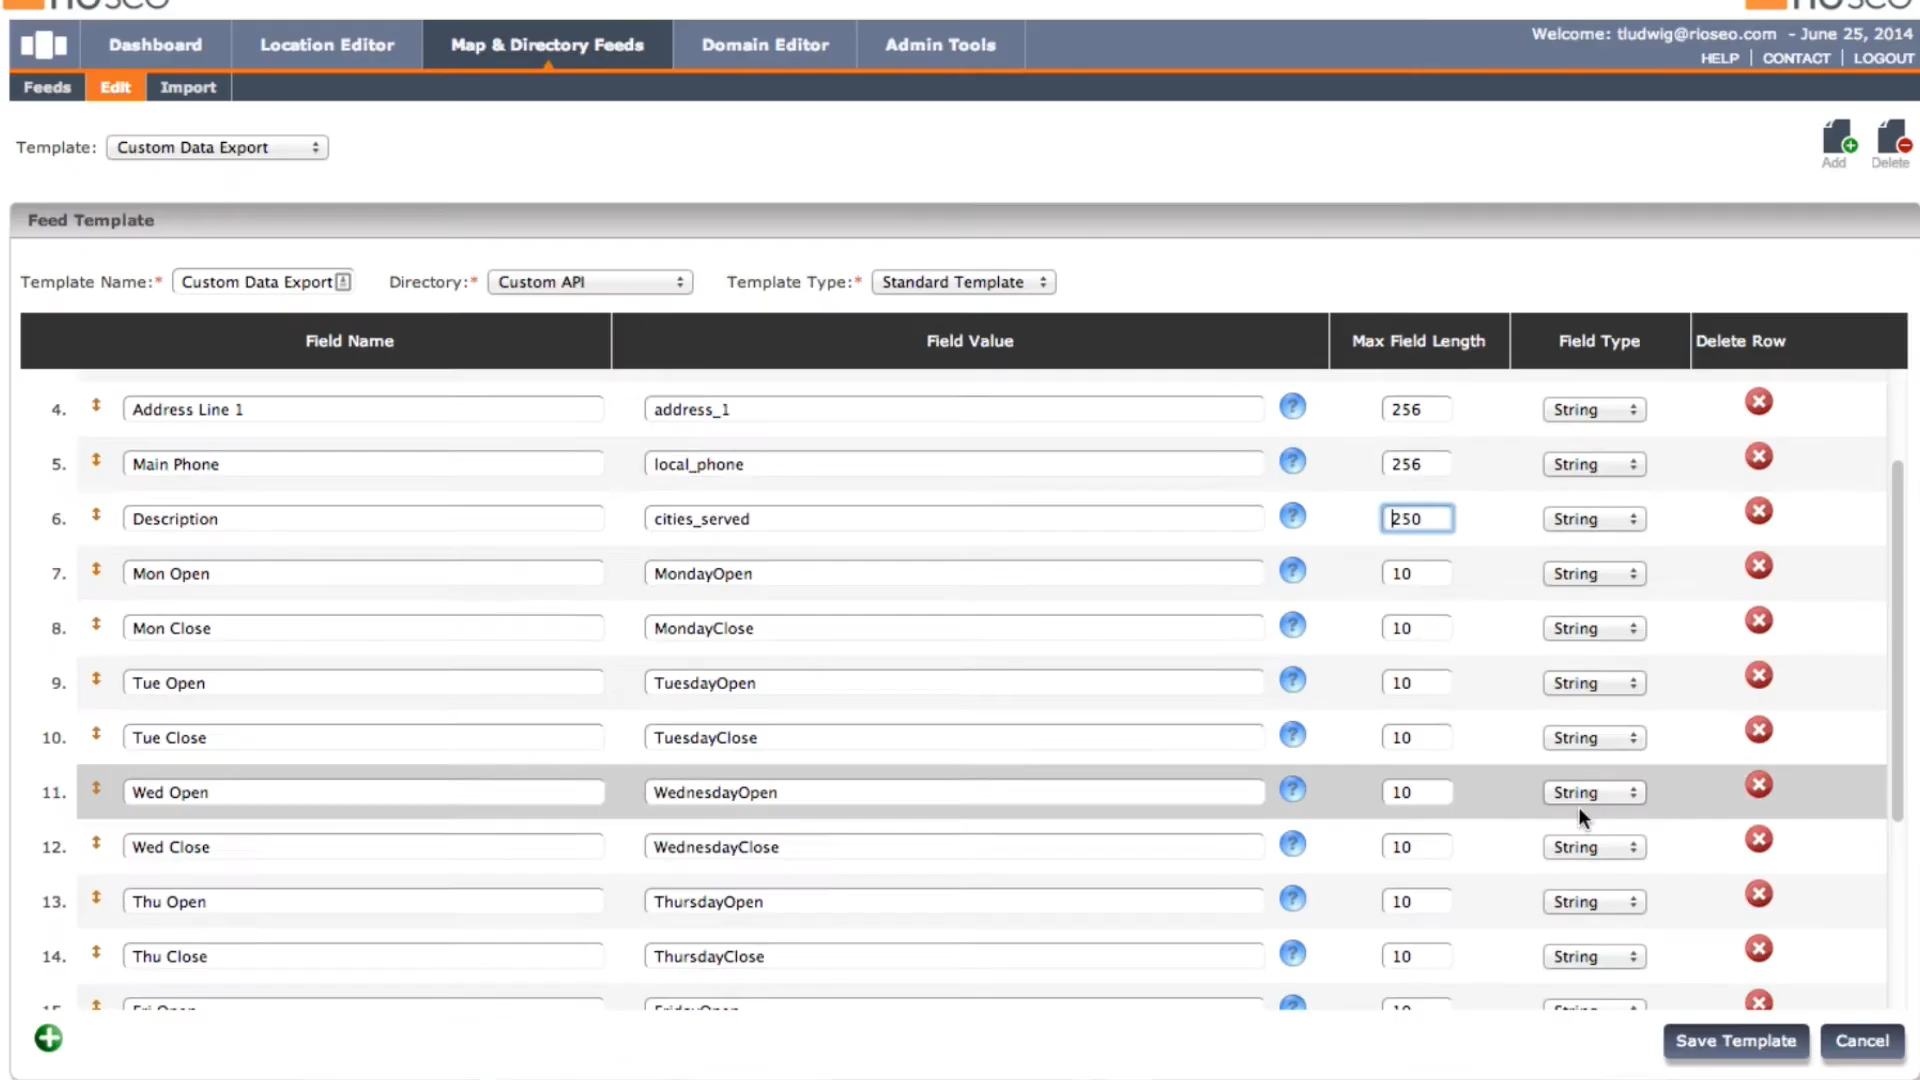 Dashboard Location Editor Map & Directory Feeds Domain Editor Admin Tools
Welcome: tludwig@rioseo.com - June 25, 2014
HELP | CONTACT | LOGOUT
Feeds Edit Import
Template: Custom Data Export
Add Delete
Feed Template
Template Name:* Custom Data Export Directory:* Custom API Template Type:* Standard Template
Field Name Field Value Max Field Length Field Type Delete Row
4. Address Line 1 address_1 ? 256 String
5. Main Phone local_phone ? 256 String
6. Description cities_served ? 250 String
7. Mon Open MondayOpen ? 10 String
8. Mon Close MondayClose ? 10 String
9. Tue Open TuesdayOpen ? 10 String
10. Tue Close TuesdayClose ? 10 String
11. Wed Open WednesdayOpen ? 10 String
12. Wed Close WednesdayClose ? 10 String
13. Thu Open ThursdayOpen ? 10 String
14. Thu Close ThursdayClose ? 10 String
Save Template Cancel